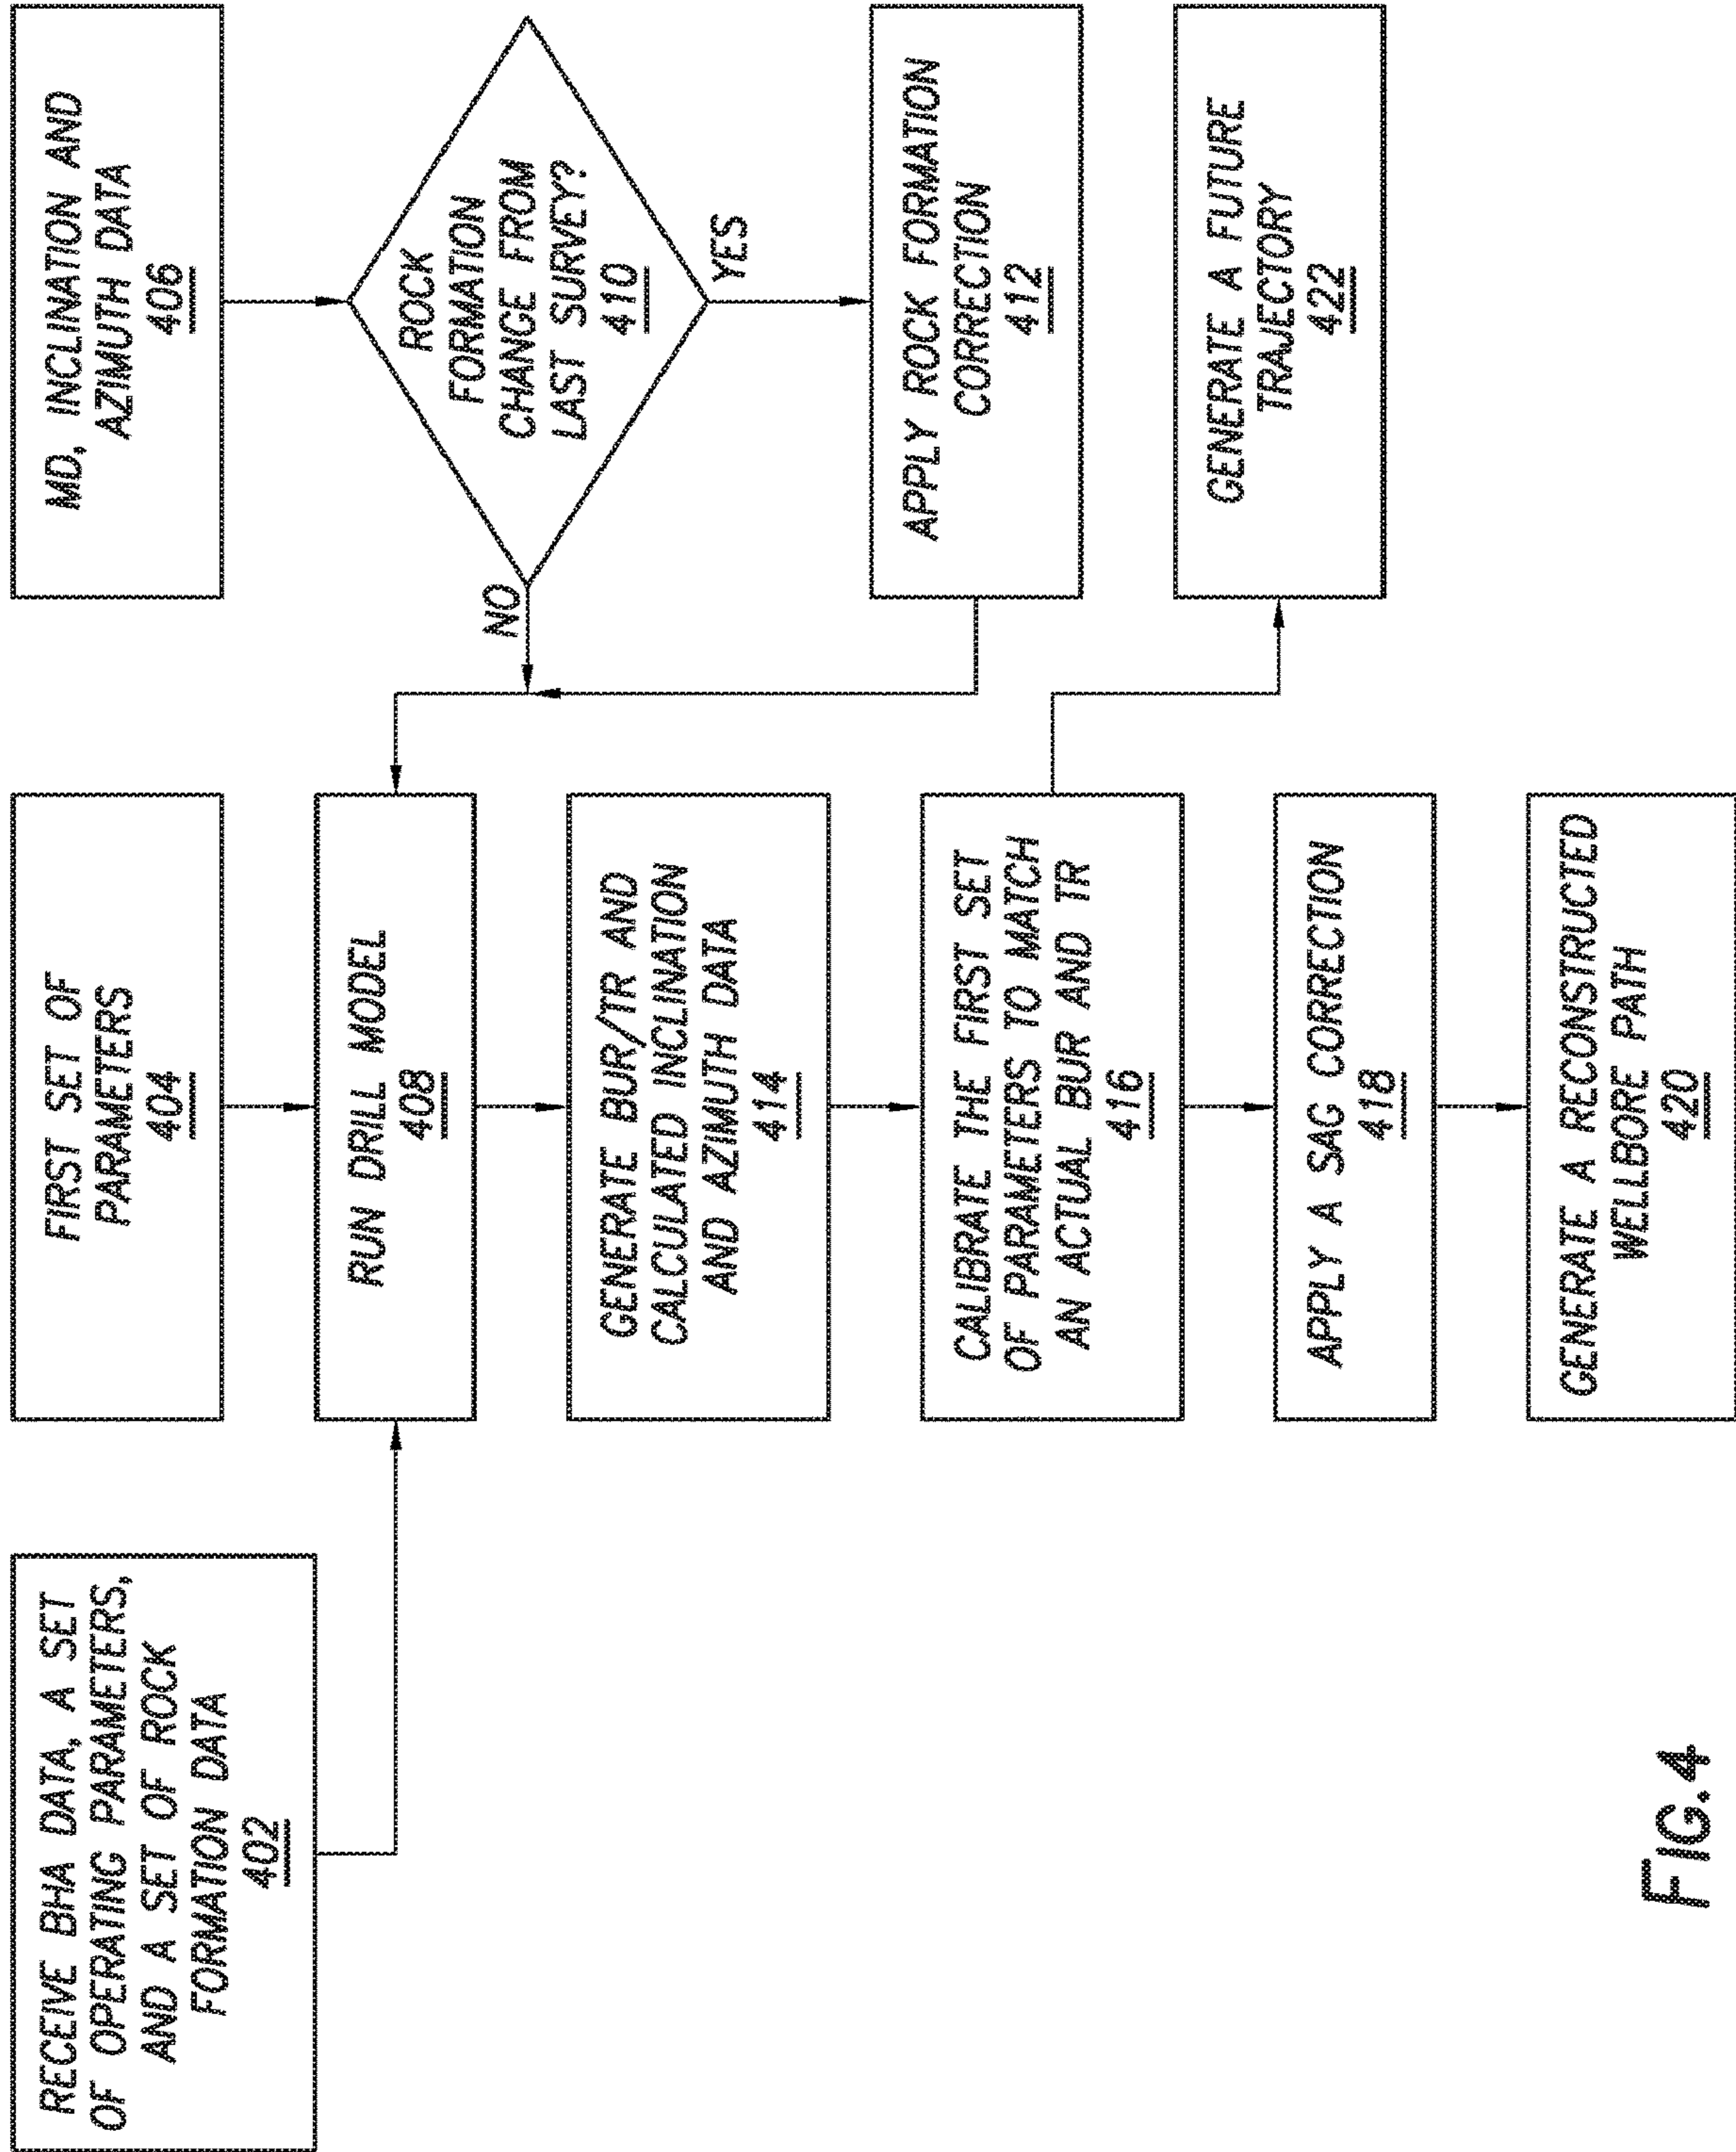 RECEIVE BHA DATA, A SET
OF OPERATING PARAMETERS,
AND A SET OF ROCK
FORMATION DATA
402
FIRST SET OF
PARAMETERS
404
MD, INCLINATION AND
AZIMUTH DATA
406
RUN DRILL MODEL
408
NO
ROCK
FORMATION
CHANGE FROM
LAST SURVEY?
410
YES
GENERATE BUR/TR AND
CALCULATED INCLINATION
AND AZIMUTH DATA
414
APPLY ROCK FORMATION
CORRECTION
412
CALIBRATE THE FIRST SET
OF PARAMETERS TO MATCH
AN ACTUAL BUR AND TR
416
GENERATE A FUTURE
TRAJECTORY
422
APPLY A SAG CORRECTION
418
GENERATE A RECONSTRUCTED
WELLBORE PATH
420
FIG.4